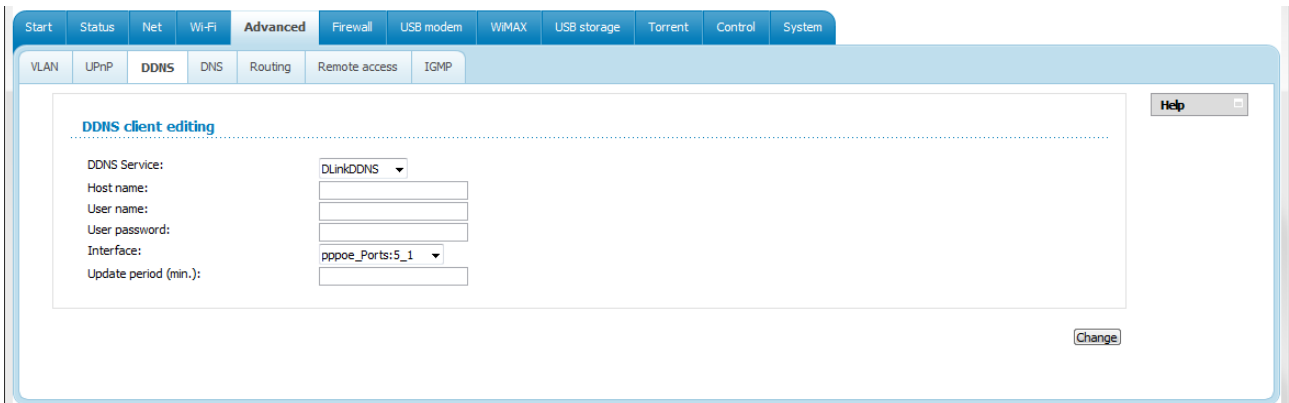 Start Status Net Wi-Fi Advanced Firewall USB modem WiMAX USB storage Torrent Control System
VLAN UPnP DDNS DNS Routing Remote access IGMP
Help
DDNS client editing
DDNS Service: DLinkDDNS
Host name:
User name:
User password:
Interface: pppoe_Ports:5_1
Update period (min.):
Change